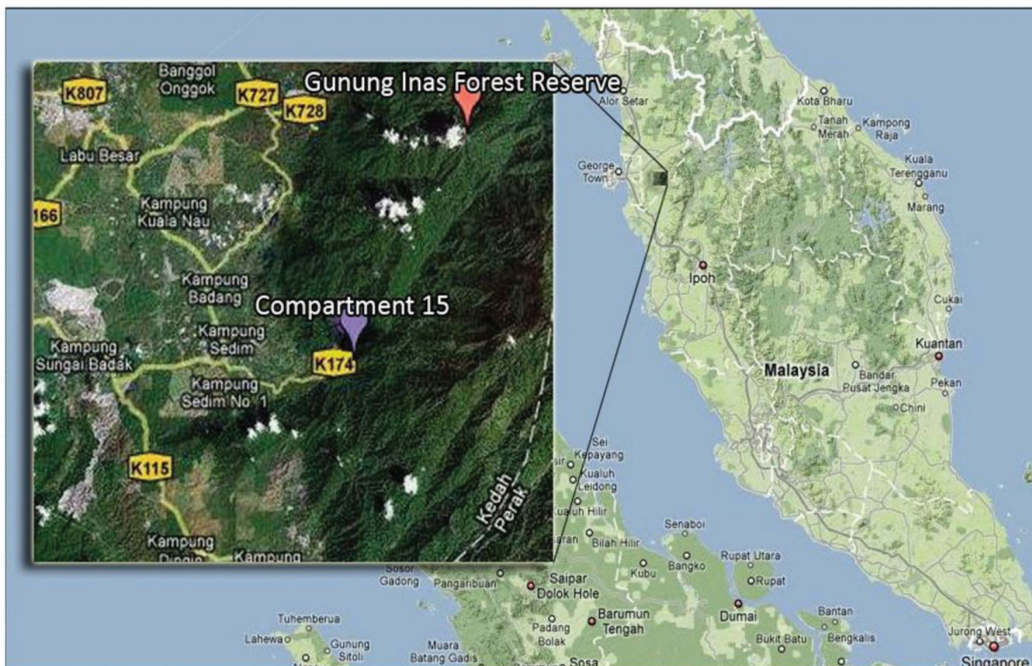 Gunung Inas Forest Reserve
Banggol
Onggok
K807
K727
K728
Labu Besar
166
Kampung
Kuala Nau
Kampung
Badang
Compartment 15
Kampung
Sedim
K174
Kampung
Sungai Badak
Kampung
Sedim No. 1
K115
Kedah
Perak
Kampung
Kampung
Alor Setar
Kota Bharu
Tanah
Merah
Kampong
Raja
George
Town
Kuala
Terengganu
Marang
Ipoh
Cukai
Kuantan
Malaysia
Bandar
Pusat Jengka
Pekan
Chini
Sei
Kepayang
Kualuh
Leidong
Kualuh Hilir
Bilah Hilir
Senaboi
Bangko
Rupat Utara
Rupat
Kubu
Sosor
Gadong
Pangaribuan
Saipar
Dolok Hole
Barumun
Tengah
Dumai
Bantan
Bengkalis
Padang
Bolak
Bukit Batu
Tuhemberua
Lahewa
Gunung
Sitoli
Muara
Batang Gadis
Sosa
Jurong West
Singapore